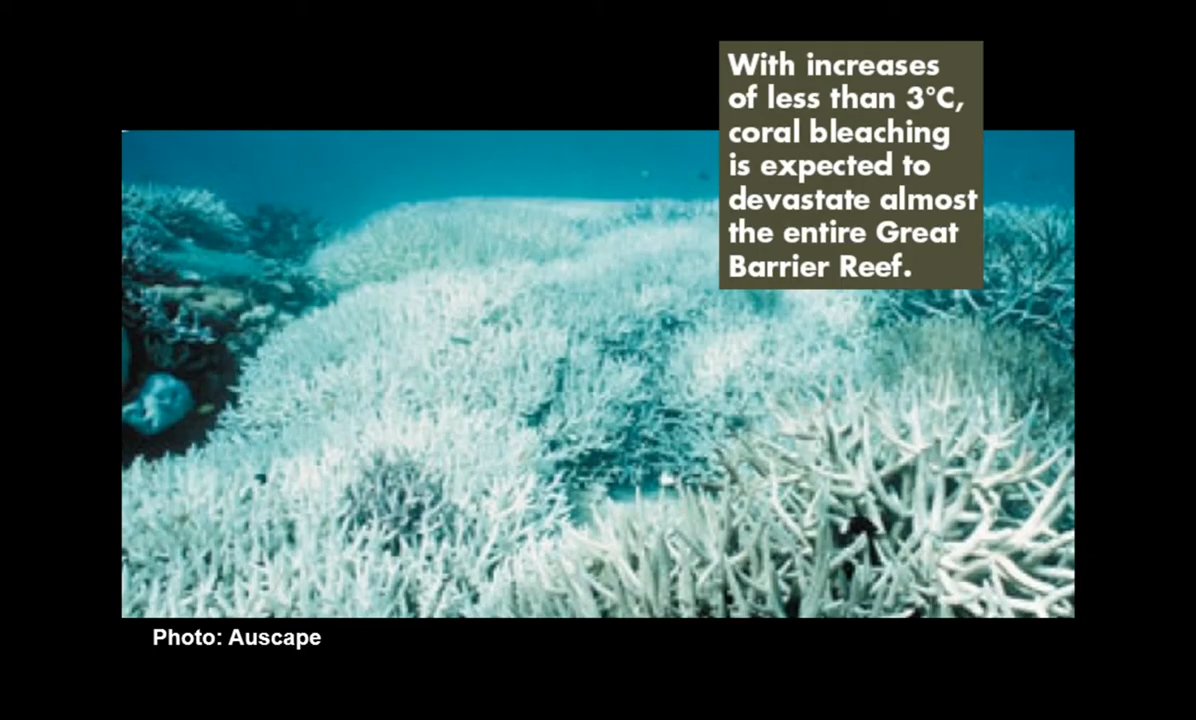 With increases
of less than 3°C,
coral bleaching
is expected to
devastate almost
the entire Great
Barrier Reef.
Photo: Auscape